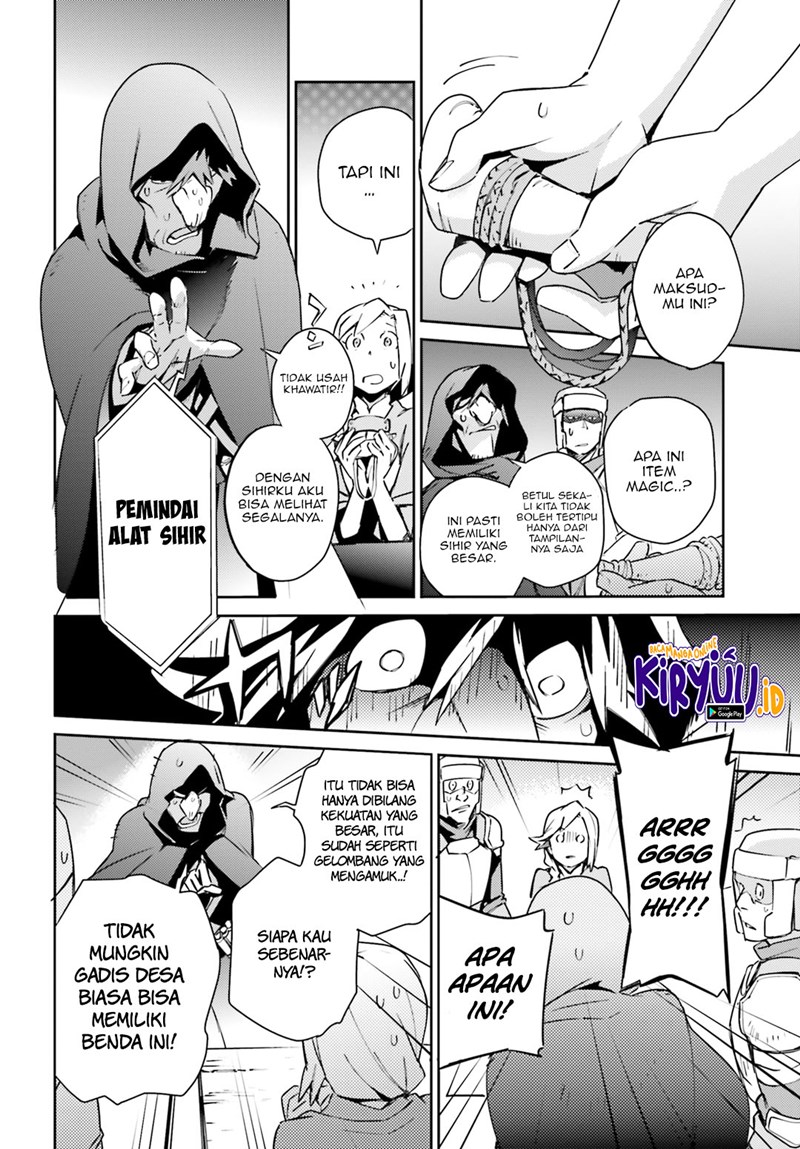 APA
MAKSUD-
MU INI?
TAPI INI
...
APA INI
ITEM
MAGIC..?
BETUL SEKA-
LI KITA TIDAK
BOLEH TERTIPU
HANYA DARI
TAMPILAN-
NYA SAJA
INI PASTI
MEMILIKI
SIHIR YANG
BESAR.
TIDAK USAH
KHAWATIR!!
DENGAN
SIHIRKU AKU
BISA MELIHAT
SEGALANYA.
PEMINDAI
ALAT SIHIR
BACA MANGA ONLINE
KIRYUU.ID
Google Play
ARRR
GGGG
GGHH
HH!!!
APA
APAAN
INI!
ITU TIDAK BISA
HANYA DIBILANG
KEKUATAN YANG
BESAR, ITU
SUDAH SEPERTI
GELOMBANG YANG
MENGAMUK..!
SIAPA KAU
SEBENAR-
NYA!?
TIDAK
MUNGKIN
GADIS DESA
BIASA BISA
MEMILIKI
BENDA INI!